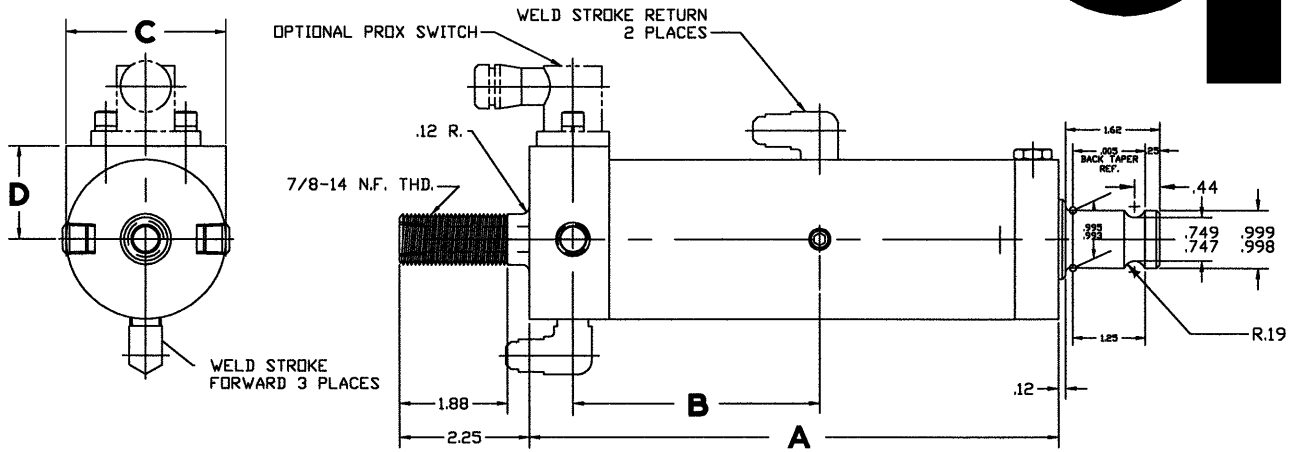 C
WELD STROKE RETURN
2 PLACES
OPTIONAL PROX SWITCH
.12 R.
1.62
.005
.25
BACK TAPER
REF.
D
7/8-14 N.F. THD.
.44
.995
.993
.749
.747
.999
.998
WELD STROKE
FORWARD 3 PLACES
1.25
R.19
1.88
B
.12
2.25
A